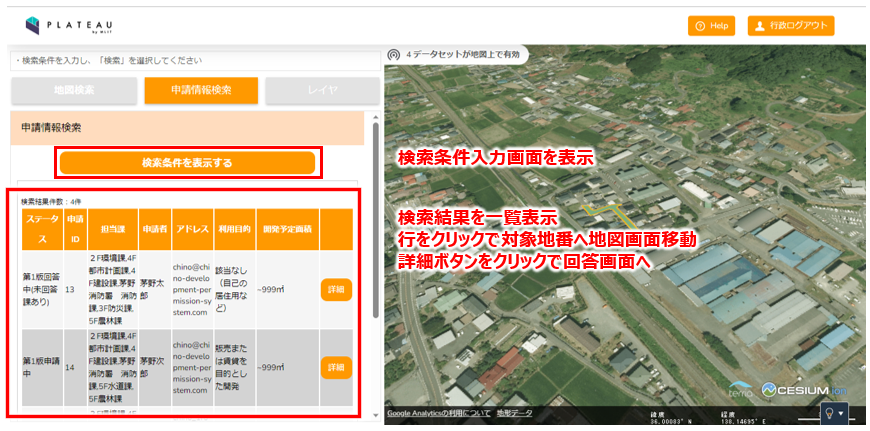 PLATEAU
by MLIT
Help
行政ログアウト
・検索条件を入力し、「検索」を選択してください
地図検索
申請情報検索
レイヤ
4 データセットが地図上で有効
申請情報検索
検索条件を表示する
検索条件入力画面を表示
検索結果件数：4件
ステータス
申請ID
担当課
申請者
アドレス
利用目的
開発予定面積
第1版回答中(未回答課あり)
13
２F環境課,4F都市計画課,4F建設課,茅野消防署　消防課,3F防災課,5F農林課
茅野太郎
chino@chino-development-permission-system.com
該当なし（自己の居住用など）
~999㎡
詳細
第1版申請中
14
２F環境課,4F都市計画課,4F建設課,茅野消防署　消防課,5F水道課,5F農林課
茅野次郎
chino@chino-development-permission-system.com
販売または賃貸を目的とした開発
~999㎡
詳細
検索結果を一覧表示
行をクリックで対象地番へ地図画面移動
詳細ボタンをクリックで回答画面へ
terria
CESIUM ion
Google Analyticsの利用について
地形データ
緯度
36.00083° N
経度
138.14695° E